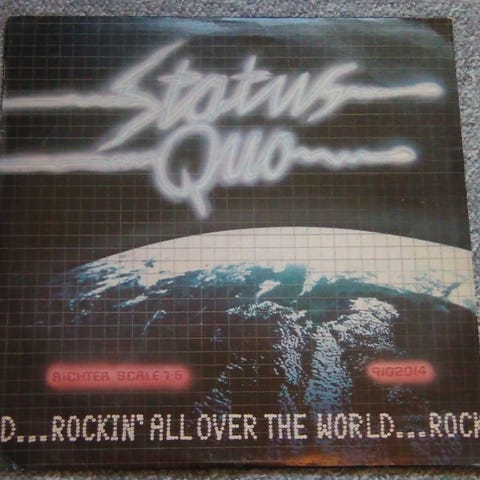 Status
Quo
RICHTER SCALE 7·5
9102014
D...ROCKIN' ALL OVER THE WORLD...ROCK